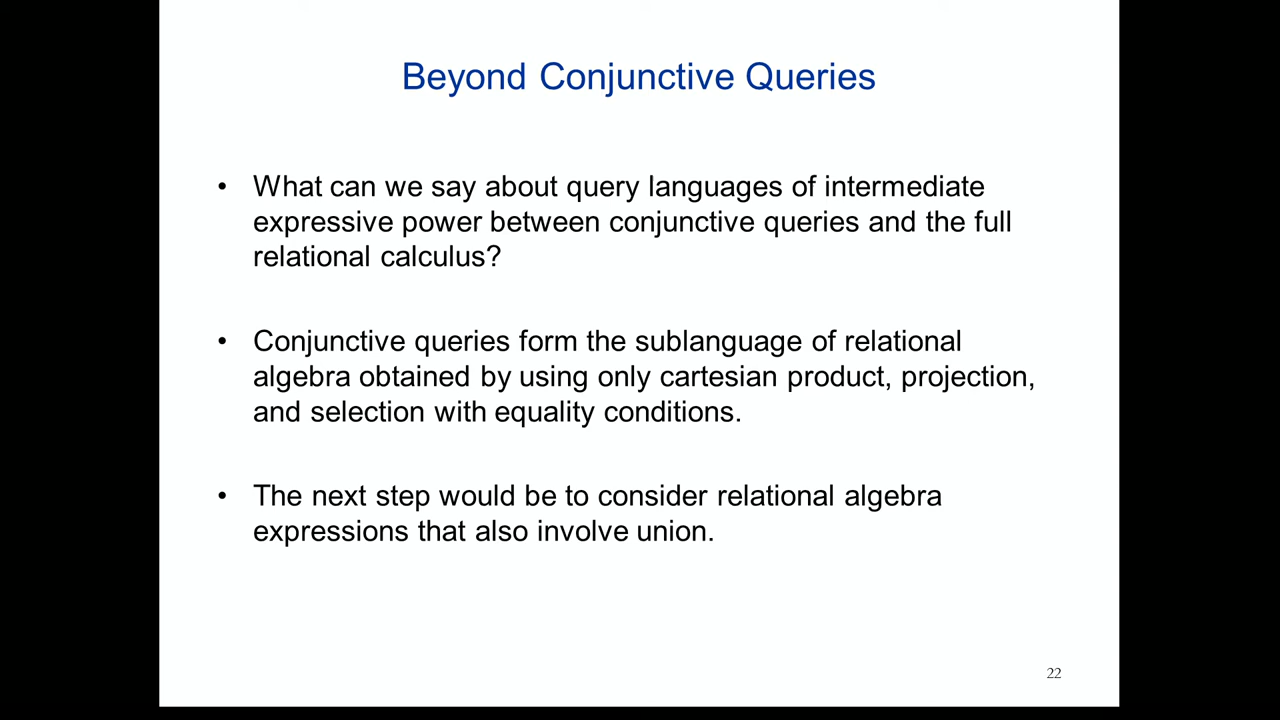 Beyond Conjunctive Queries
• What can we say about query languages of intermediate
expressive power between conjunctive queries and the full
relational calculus?
• Conjunctive queries form the sublanguage of relational
algebra obtained by using only cartesian product, projection,
and selection with equality conditions.
• The next step would be to consider relational algebra
expressions that also involve union.
22